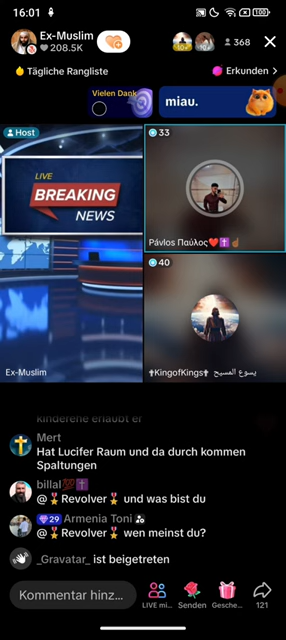 16:01
100
Ex-Muslim
208.5K
368
Tägliche Rangliste
Erkunden >
Vielen Dank
miau.
Host
33
LIVE
BREAKING
NEWS
Pávlos Παύλος❤️✝️☝🏾
40
Ex-Muslim
✝KingofKings✝ يسوع المسيح
kinderehe erlaubt er
Mert
Hat Lucifer Raum und da durch kommen
Spaltungen
billal💯✝️
@🎖Revolver🎖 und was bist du
29 Armenia Toni
@🎖Revolver🎖 wen meinst du?
_Gravatar_ ist beigetreten
Kommentar hinz...
LIVE mi...
Senden
Gesche...
121